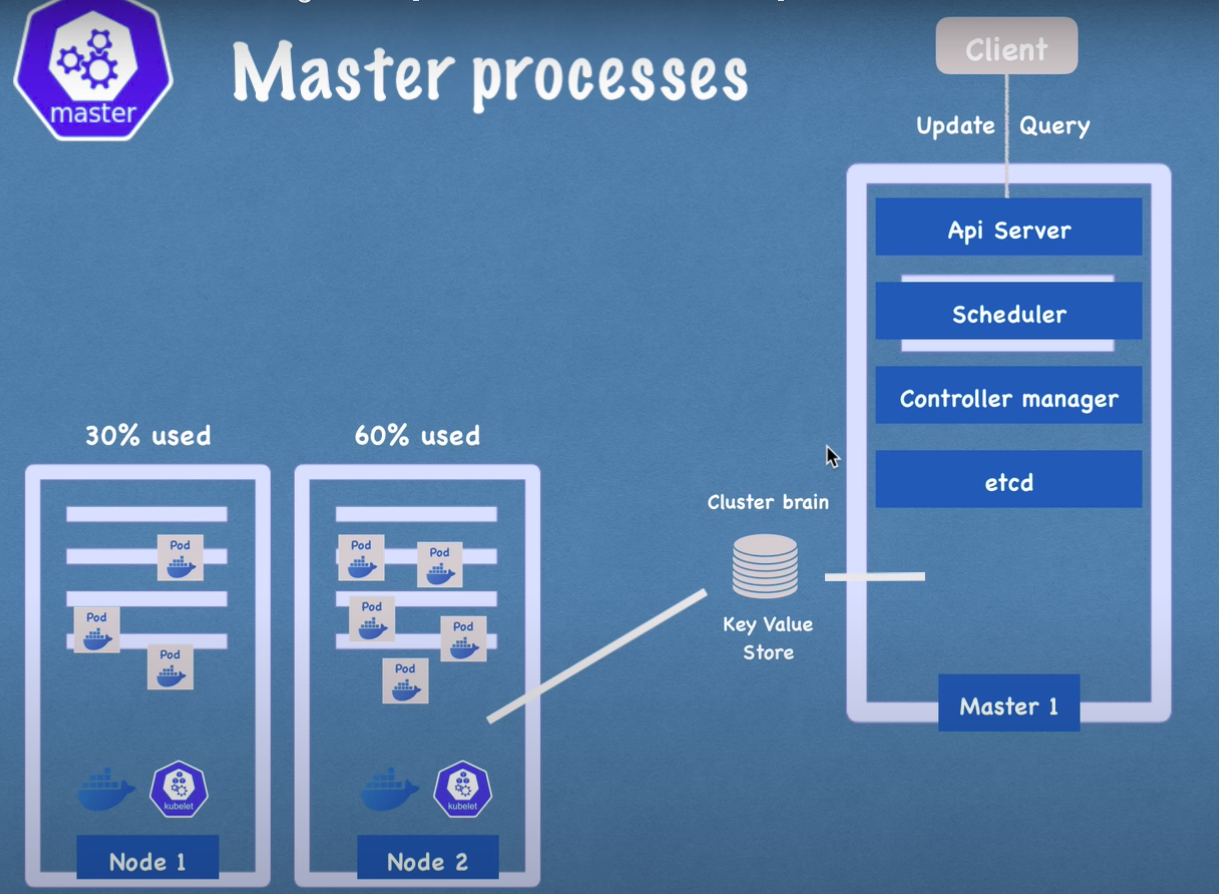 master
Master processes
Client
Update Query
Api Server
Scheduler
Controller manager
etcd
Master 1
Cluster brain
Key Value
Store
30% used
Pod
Pod
Pod
kubelet
Node 1
60% used
Pod
Pod
Pod
Pod
Pod
kubelet
Node 2